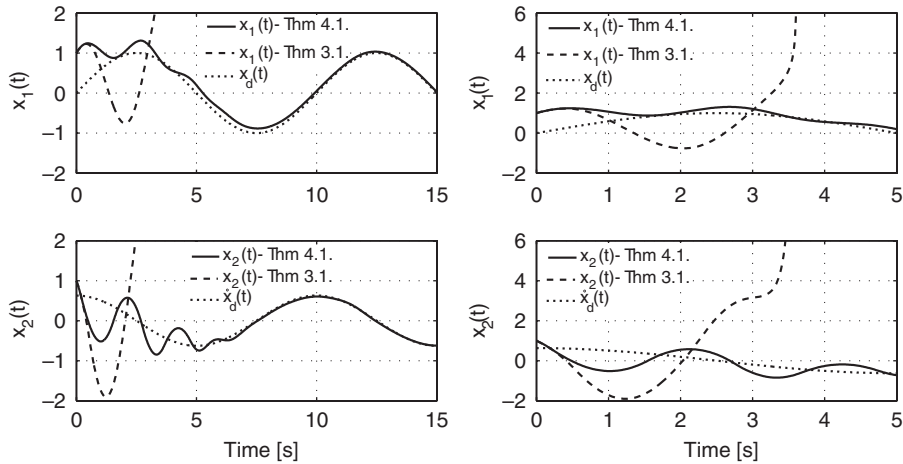 2
1
0
−1
−2
x1(t)
x1(t)- Thm 4.1.
x1(t)- Thm 3.1.
xd(t)
0
5
10
15
6
4
2
0
−2
x1(t)
x1(t)- Thm 4.1.
x1(t)- Thm 3.1.
xd(t)
0
1
2
3
4
5
2
1
0
−1
−2
x2(t)
x2(t)- Thm 4.1.
x2(t)- Thm 3.1.
ẋd(t)
0
5
10
15
Time [s]
6
4
2
0
−2
x2(t)
x2(t)- Thm 4.1.
x2(t)- Thm 3.1.
ẋd(t)
0
1
2
3
4
5
Time [s]